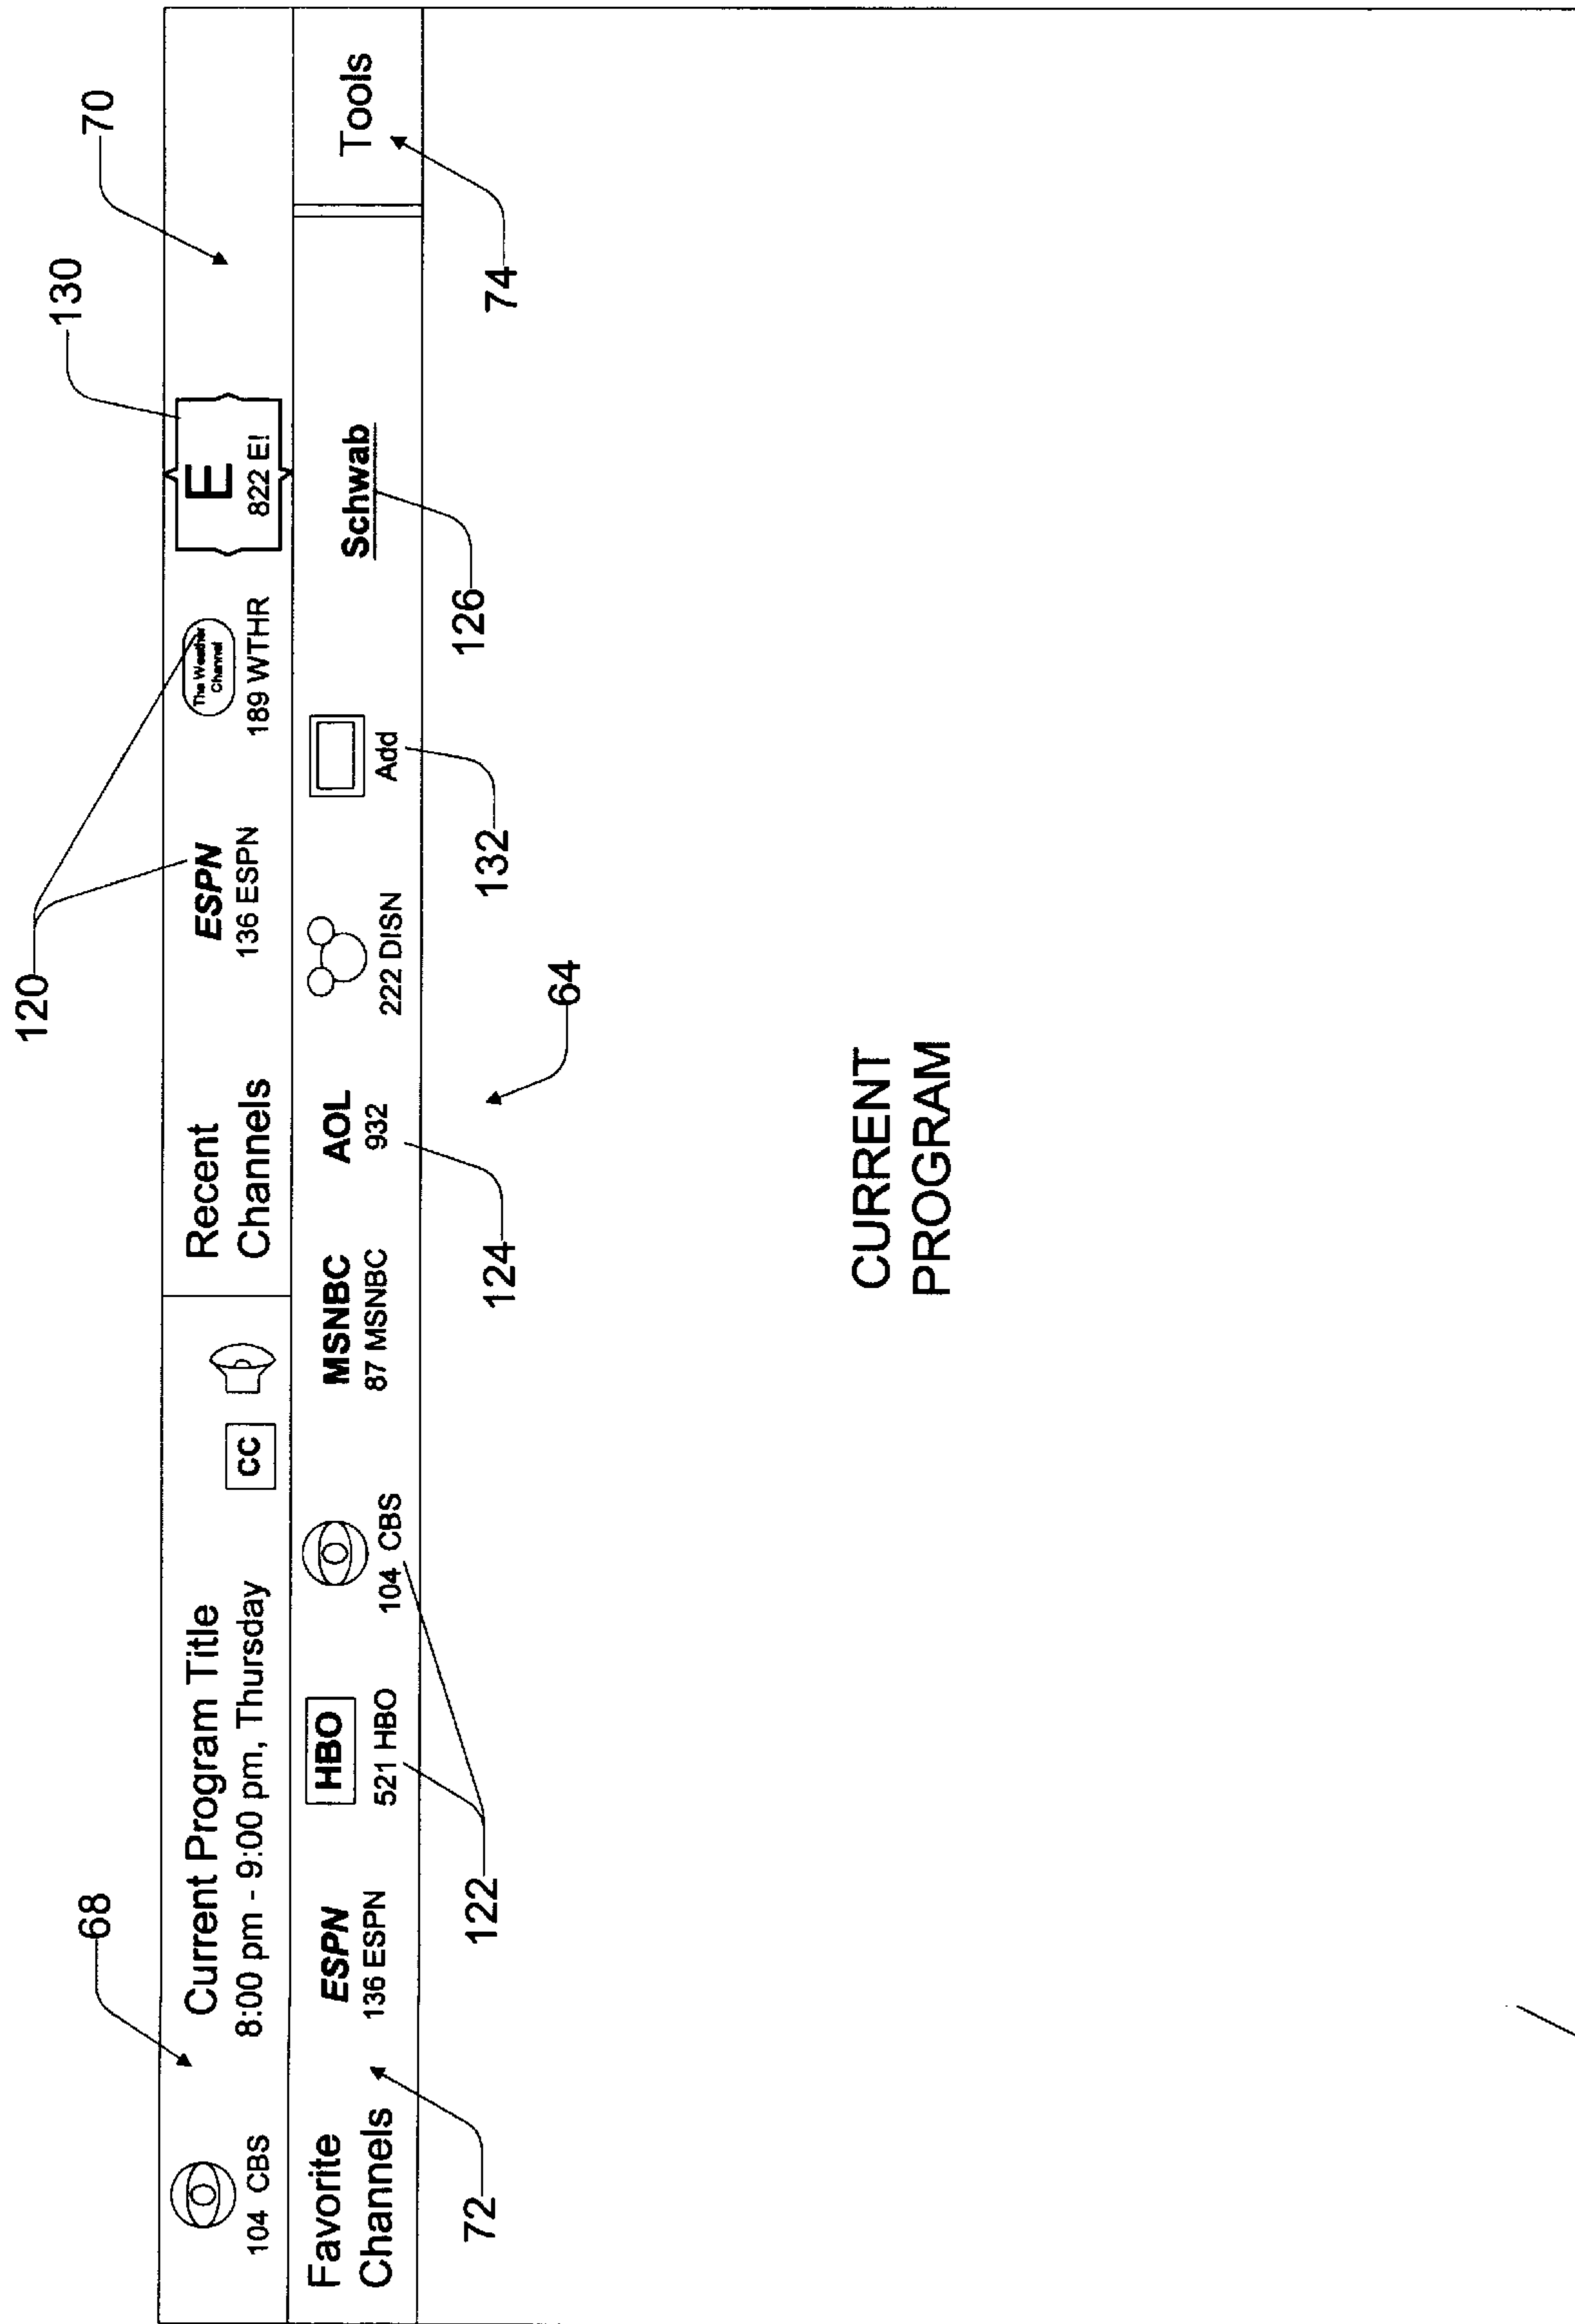 120
130
70
68
104 CBS
Current Program Title
8:00 pm - 9:00 pm, Thursday
CC
Recent
Channels
ESPN
136 ESPN
The Weather
Channel
189 WTHR
E
822 E!
Favorite
Channels
ESPN
136 ESPN
HBO
521 HBO
104 CBS
MSNBC
87 MSNBC
AOL
932
222 DISN
Add
Schwab
Tools
72
122
124
64
132
126
74
CURRENT
PROGRAM